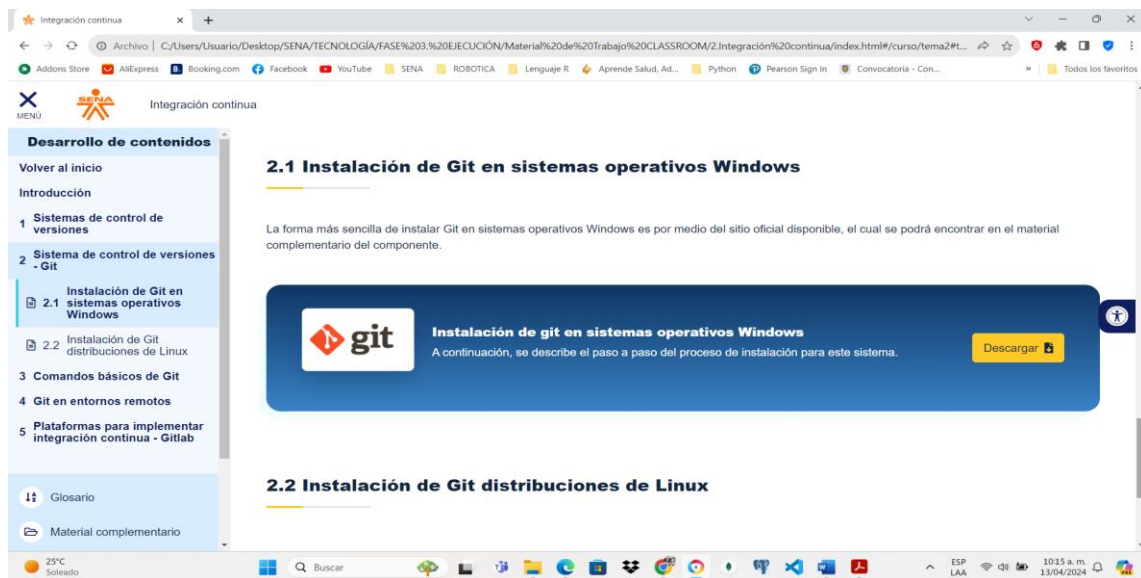 Integración continua
Archivo | C:/Users/Usuario/Desktop/SENA/TECNOLOGÍA/FASE%203.%20EJECUCIÓN/Material%20de%20Trabajo%20CLASSROOM/2.Integración%20continua/index.html#/curso/tema2#t...
Addons Store AliExpress Booking.com Facebook YouTube SENA ROBOTICA Lenguaje R Aprende Salud, Ad... Python Pearson Sign In Convocatoria - Con... » Todos los favoritos
MENÚ
SENA
Integración continua
Desarrollo de contenidos
Volver al inicio
Introducción
1 Sistemas de control de
versiones
2 Sistema de control de versiones
- Git
2.1 Instalación de Git en
sistemas operativos
Windows
2.2 Instalación de Git
distribuciones de Linux
3 Comandos básicos de Git
4 Git en entornos remotos
5 Plataformas para implementar
integración continua - Gitlab
Glosario
Material complementario
2.1 Instalación de Git en sistemas operativos Windows
La forma más sencilla de instalar Git en sistemas operativos Windows es por medio del sitio oficial disponible, el cual se podrá encontrar en el material
complementario del componente.
git
Instalación de git en sistemas operativos Windows
A continuación, se describe el paso a paso del proceso de instalación para este sistema.
Descargar
2.2 Instalación de Git distribuciones de Linux
25°C
Soleado
Buscar
ESP
LAA
10:15 a. m.
13/04/2024